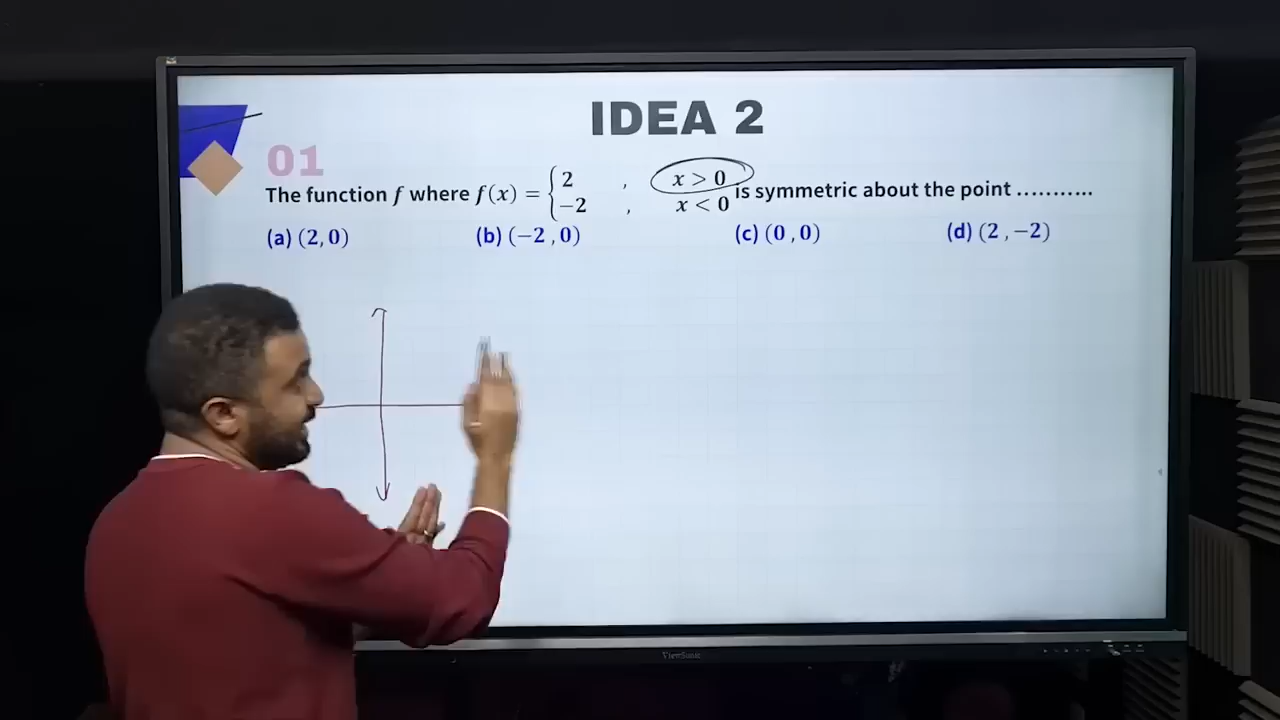 IDEA 2
01
The function f where f(x) = { 2 , x > 0
−2 , x < 0 is symmetric about the point ...........
(a) (2, 0) (b) (−2 , 0) (c) (0 , 0) (d) (2 , −2)
ViewSonic